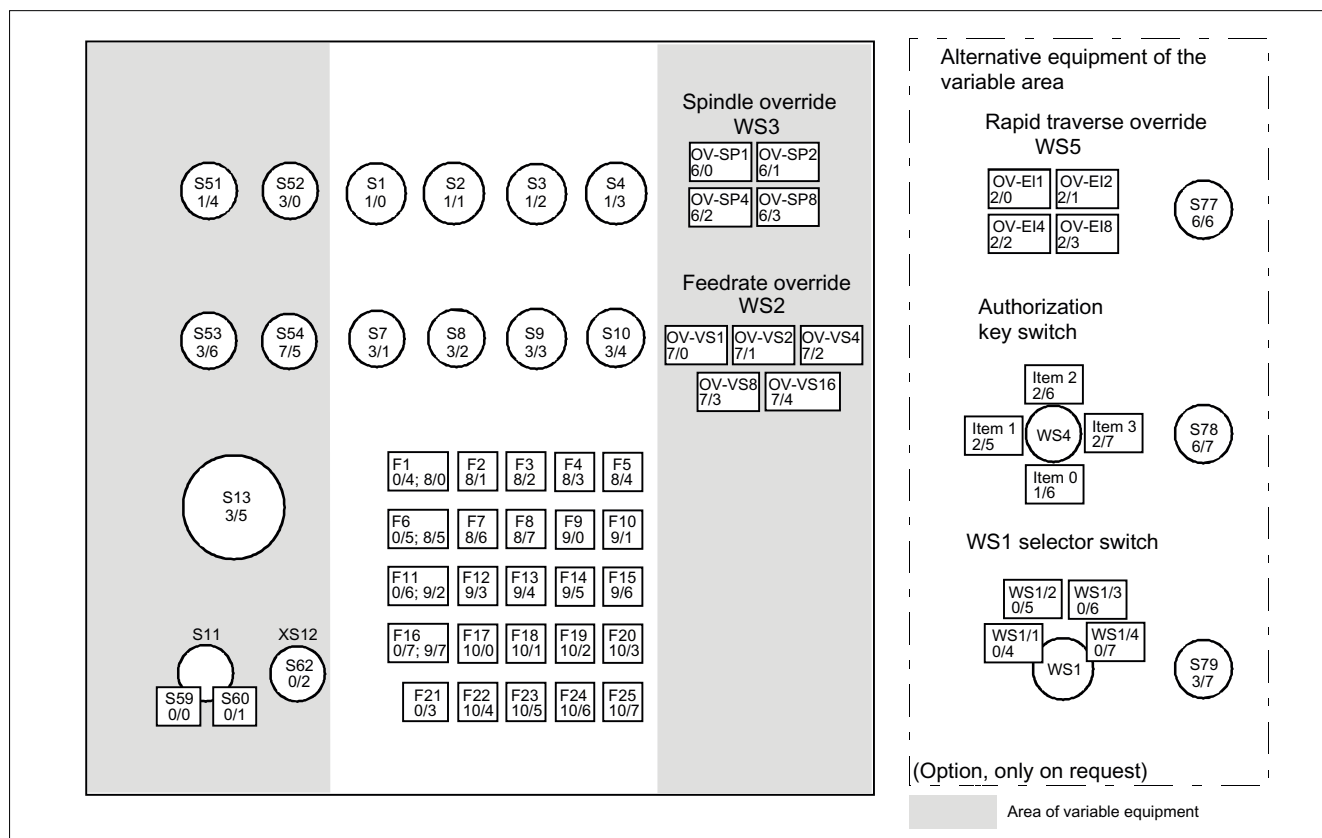 Spindle override
WS3
OV-SP1
6/0
OV-SP2
6/1
OV-SP4
6/2
OV-SP8
6/3
S51
1/4
S52
3/0
S1
1/0
S2
1/1
S3
1/2
S4
1/3
Feedrate override
WS2
OV-VS1
7/0
OV-VS2
7/1
OV-VS4
7/2
OV-VS8
7/3
OV-VS16
7/4
S53
3/6
S54
7/5
S7
3/1
S8
3/2
S9
3/3
S10
3/4
S13
3/5
F1
0/4; 8/0
F2
8/1
F3
8/2
F4
8/3
F5
8/4
F6
0/5; 8/5
F7
8/6
F8
8/7
F9
9/0
F10
9/1
F11
0/6; 9/2
F12
9/3
F13
9/4
F14
9/5
F15
9/6
F16
0/7; 9/7
F17
10/0
F18
10/1
F19
10/2
F20
10/3
F21
0/3
F22
10/4
F23
10/5
F24
10/6
F25
10/7
S11
S59
0/0
S60
0/1
XS12
S62
0/2
Alternative equipment of the
variable area
Rapid traverse override
WS5
OV-EI1
2/0
OV-EI2
2/1
OV-EI4
2/2
OV-EI8
2/3
S77
6/6
Authorization
key switch
Item 2
2/6
Item 1
2/5
WS4
Item 3
2/7
Item 0
1/6
S78
6/7
WS1 selector switch
WS1/2
0/5
WS1/3
0/6
WS1/1
0/4
WS1/4
0/7
WS1
S79
3/7
(Option, only on request)
Area of variable equipment